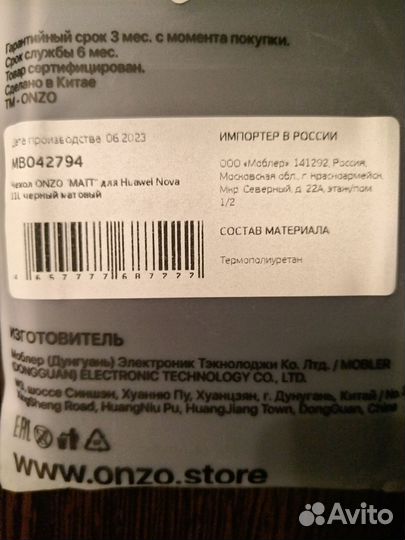 Гарантийный срок 3 мес. с момента покупки.
Срок службы 6 мес.
Товар сертифицирован.
Сделано в Китае
TM - ONZO
Дата производства 06.2023
MB042794
Чехол ONZO "MATT" для Huawei Nova
11i, черный матовый
4 657777 687777
ИМПОРТЕР В РОССИИ
ООО «Моблер», 141292, Россия,
Московская обл., г. Красноармейск,
Мкр. Северный, д. 22А, этаж/пом
1/2
СОСТАВ МАТЕРИАЛА
Термополиуретан
ИЗГОТОВИТЕЛЬ
Моблер (Дунгуань) Электроник Тэкнолоджи Ко. Лтд. / MOBLER
(DONGGUAN) ELECTRONIC TECHNOLOGY CO., LTD.
шоссе Синшэн, Хуанню Пу, Хуанцзян, г. Дунгуань, Китай / No.
XingSheng Road, HuangNiu Pu, HuangJiang Town, DongGuan, China
EAC
www.onzo.store
Avito